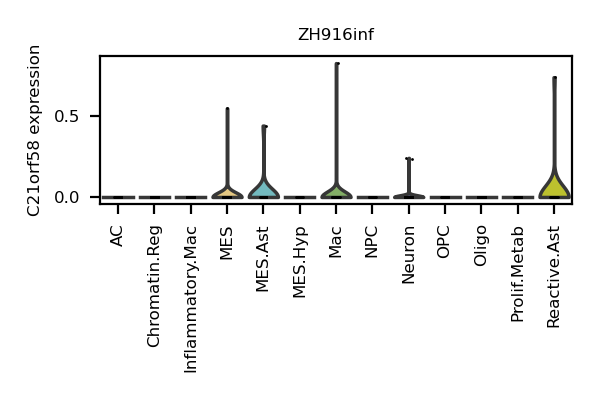 ZH916inf
C21orf58 expression
0.5
0.0
AC
Chromatin.Reg
Inflammatory.Mac
MES
MES.Ast
MES.Hyp
Mac
NPC
Neuron
OPC
Oligo
Prolif.Metab
Reactive.Ast